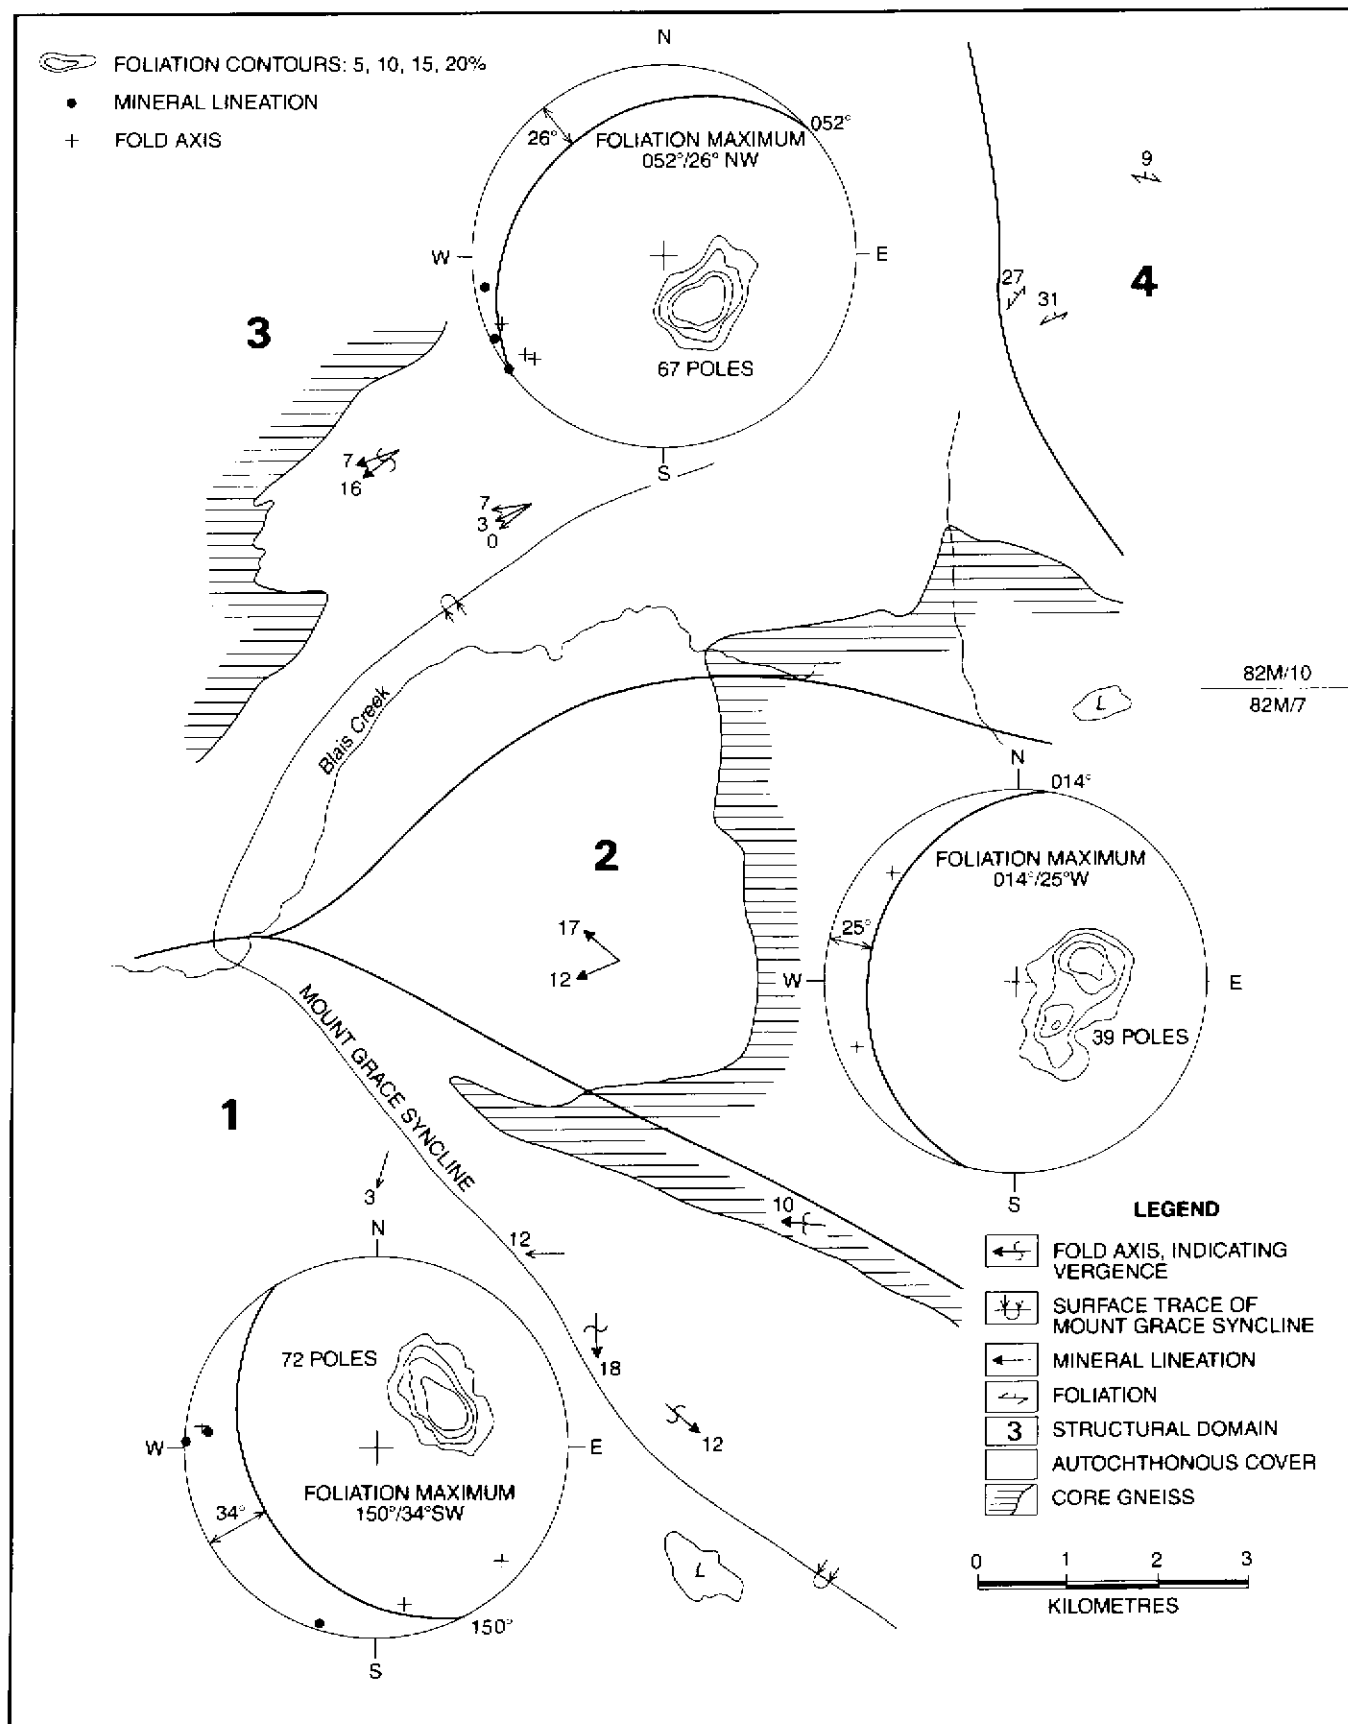 FOLIATION CONTOURS: 5, 10, 15, 20%
MINERAL LINEATION
FOLD AXIS
N
052°
26°
FOLIATION MAXIMUM
052°/26° NW
W
E
67 POLES
S
9
27
31
4
3
7
16
7
3
0
82M/10
82M/7
L
Blais Creek
2
17
12
N
014°
FOLIATION MAXIMUM
014°/25°W
25°
W
E
39 POLES
S
MOUNT GRACE SYNCLINE
1
3
10
12
18
12
N
72 POLES
W
E
FOLIATION MAXIMUM
150°/34°SW
34°
150°
S
L
LEGEND
FOLD AXIS, INDICATING
VERGENCE
SURFACE TRACE OF
MOUNT GRACE SYNCLINE
MINERAL LINEATION
FOLIATION
3 STRUCTURAL DOMAIN
AUTOCHTHONOUS COVER
CORE GNEISS
0 1 2 3
KILOMETRES